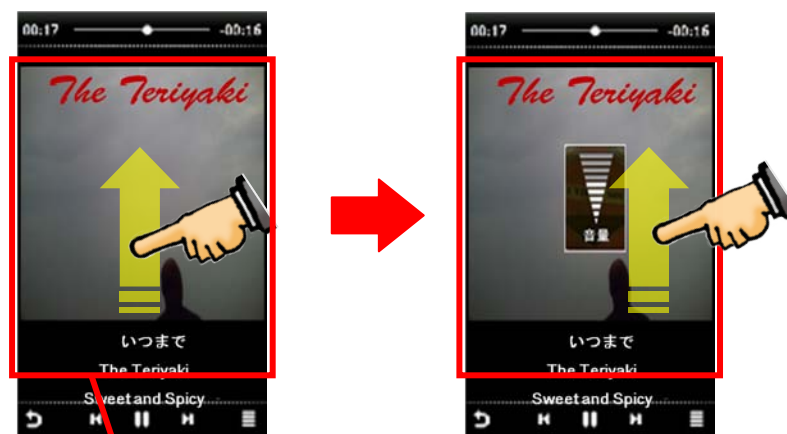 00:17 -00:16
The Teriyaki
いつまで
The Teriyaki
Sweet and Spicy
00:17 -00:16
The Teriyaki
音量
いつまで
The Teriyaki
Sweet and Spicy